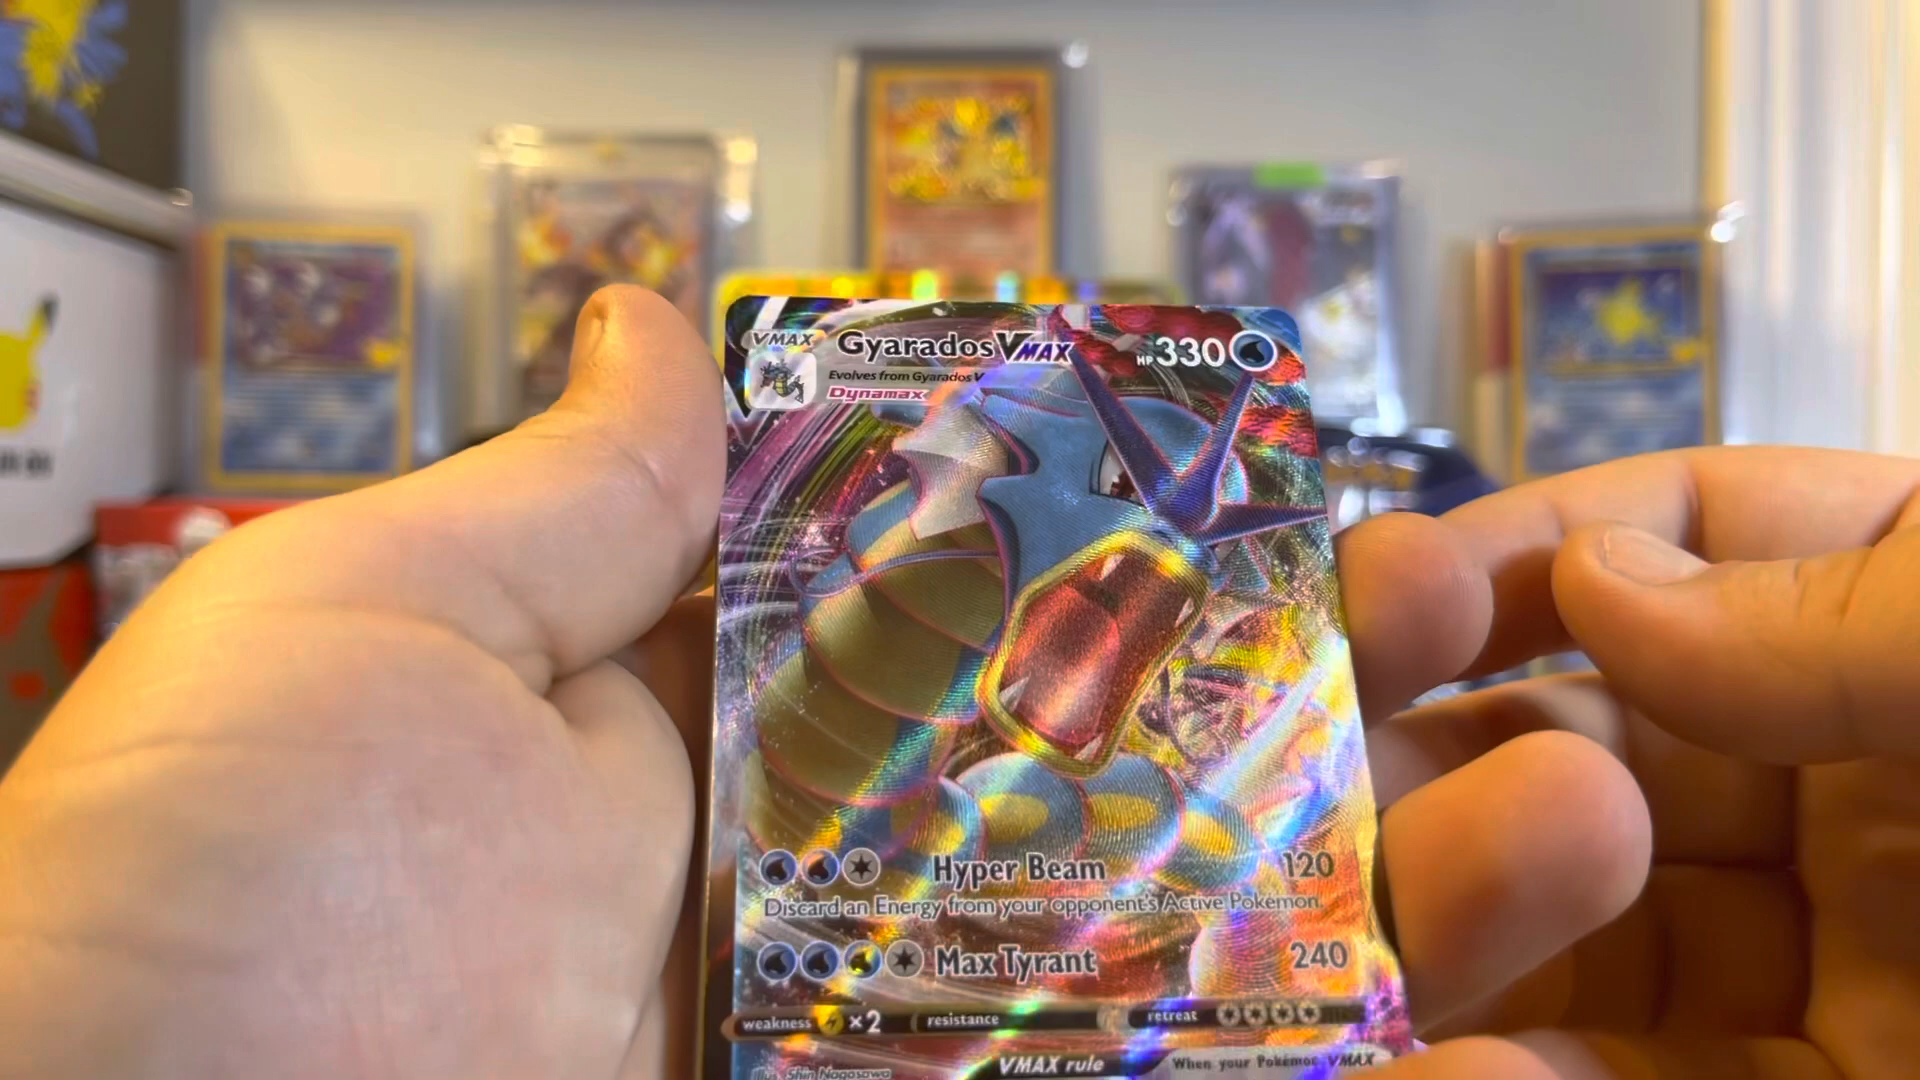 VMAX
Gyarados VMAX
HP 330
Evolves from Gyarados V
Dynamax
Hyper Beam 120
Discard an Energy from your opponent's Active Pokémon.
Max Tyrant 240
weakness ×2 resistance retreat
VMAX rule When your Pokémon VMAX
Illus. Shin Nagasawa